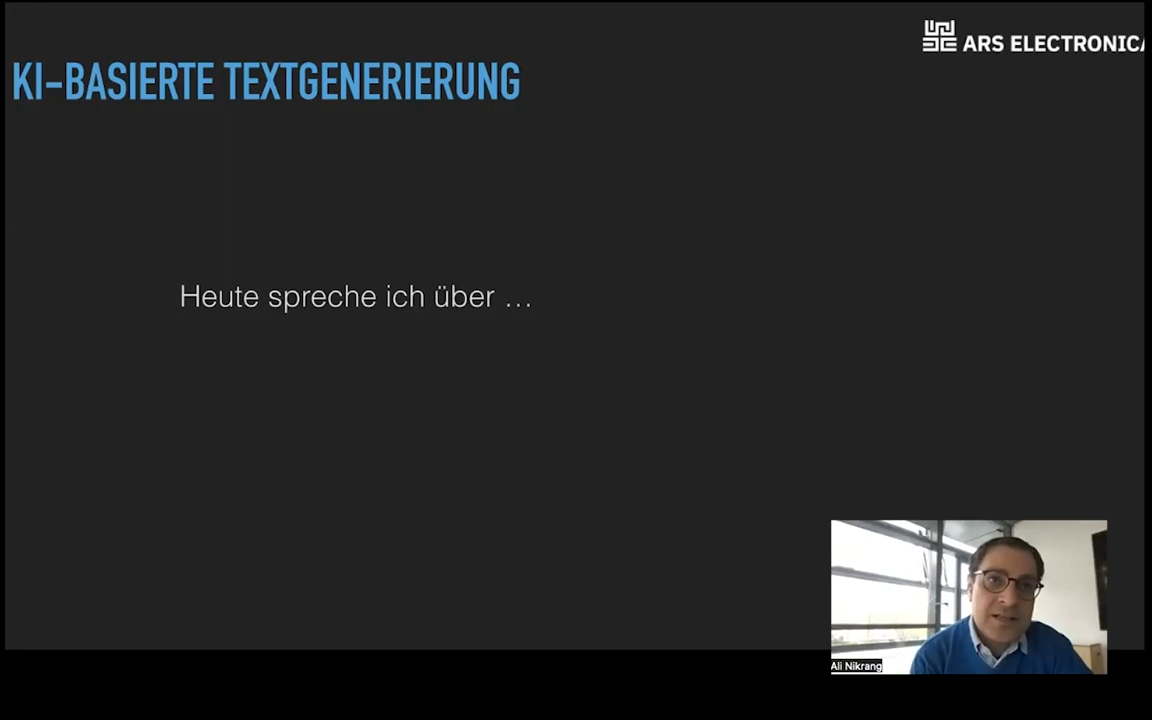 ARS ELECTRONICA
KI-BASIERTE TEXTGENERIERUNG
Heute spreche ich über ...
Ali Nikrang